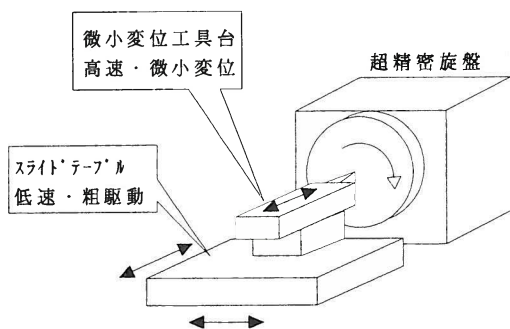 微小変位工具台
高速・微小変位
超精密旋盤
スライドテーブル
低速・粗駆動